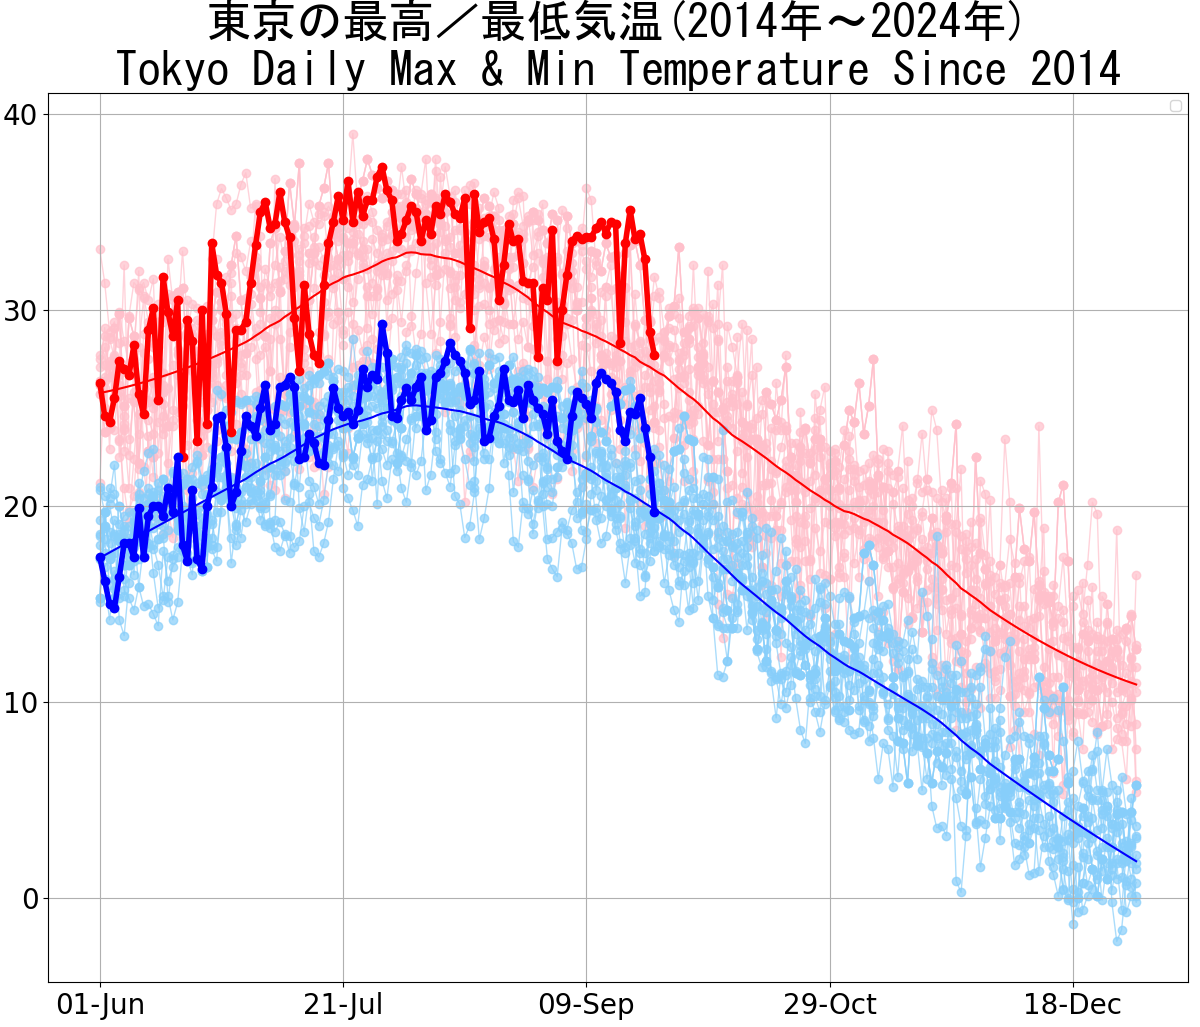 東京の最高／最低気温(2014年～2024年)
Tokyo Daily Max & Min Temperature Since 2014
40
30
20
10
0
01-Jun 21-Jul 09-Sep 29-Oct 18-Dec